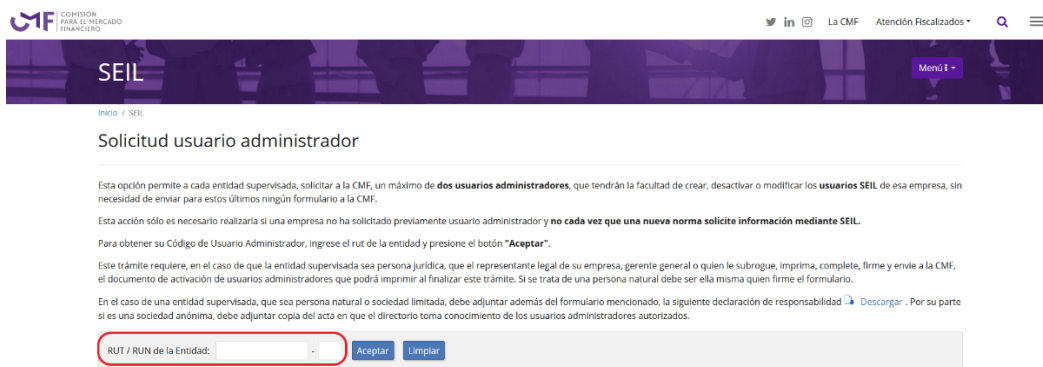 CMF COMISIÓN
PARA EL MERCADO
FINANCIERO
La CMF Atención Fiscalizados
SEIL
Menú
Inicio / SEIL
Solicitud usuario administrador
Esta opción permite a cada entidad supervisada, solicitar a la CMF, un máximo de dos usuarios administradores, que tendrán la facultad de crear, desactivar o modificar los usuarios SEIL de esa empresa, sin
necesidad de enviar para estos últimos ningún formulario a la CMF.
Esta acción sólo es necesario realizarla si una empresa no ha solicitado previamente usuario administrador y no cada vez que una nueva norma solicite información mediante SEIL.
Para obtener su Código de Usuario Administrador, ingrese el rut de la entidad y presione el botón "Aceptar".
Este trámite requiere, en el caso de que la entidad supervisada sea persona jurídica, que el representante legal de su empresa, gerente general o quien le subrogue, imprima, complete, firme y envie a la CMF,
el documento de activación de usuarios administradores que podrá imprimir al finalizar este trámite. Si se trata de una persona natural debe ser ella misma quien firme el formulario.
En el caso de una entidad supervisada, que sea persona natural o sociedad limitada, debe adjuntar además del formulario mencionado, la siguiente declaración de responsabilidad Descargar . Por su parte
si es una sociedad anónima, debe adjuntar copia del acta en que el directorio toma conocimiento de los usuarios administradores autorizados.
RUT / RUN de la Entidad: - Aceptar Limpiar